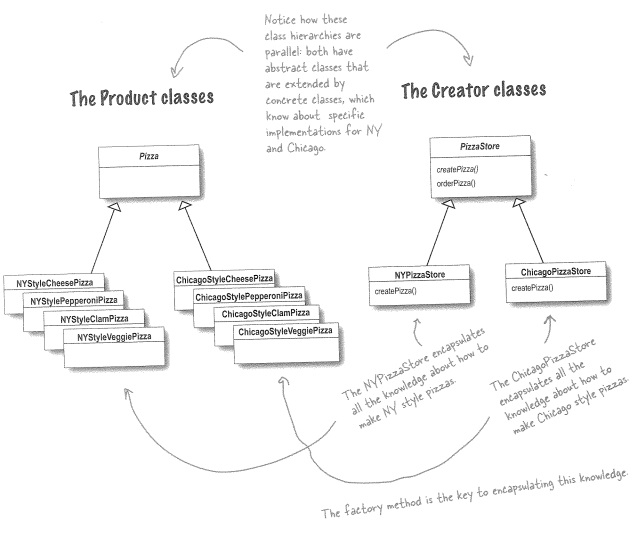 Notice how these
class hierarchies are
parallel: both have
abstract classes that
are extended by
concrete classes, which
know about specific
implementations for NY
and Chicago.
The Product classes
The Creator classes
Pizza
PizzaStore
createPizza()
orderPizza()
NYStyleCheesePizza
NYStylePepperoniPizza
NYStyleClamPizza
NYStyleVeggiePizza
ChicagoStyleCheesePizza
ChicagoStylePepperoniPizza
ChicagoStyleClamPizza
ChicagoStyleVeggiePizza
NYPizzaStore
createPizza()
ChicagoPizzaStore
createPizza()
The NYPizzaStore encapsulates
all the knowledge about how to
make NY style pizzas.
The ChicagoPizzaStore
encapsulates all the
knowledge about how to
make Chicago style pizzas.
The factory method is the key to encapsulating this knowledge.